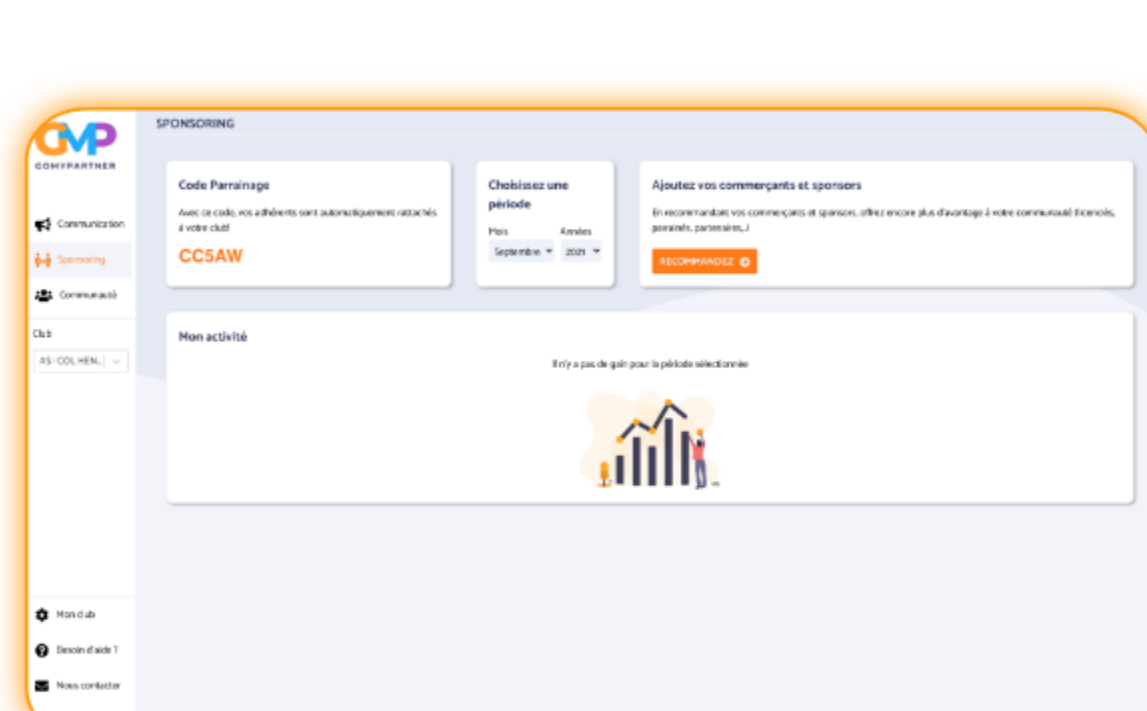 GMP
GOMYPARTNER
Communication
Sponsoring
Communauté
Club
AS : COL HEN..
Mon club
Besoin d'aide ?
Nous contacter
SPONSORING
Code Parrainage
Avec ce code, vos adhérents sont automatiquement rattachés
à votre club!
CC5AW
Choisissez une
période
Mois Années
Septembre 2021
Ajoutez vos commerçants et sponsors
En recommandant vos commerçants et sponsors, offrez encore plus d'avantage à votre communauté (licenciés,
parrainés, partenaires,..)
RECOMMANDEZ
Mon activité
Il n'y a pas de gain pour la période sélectionnée